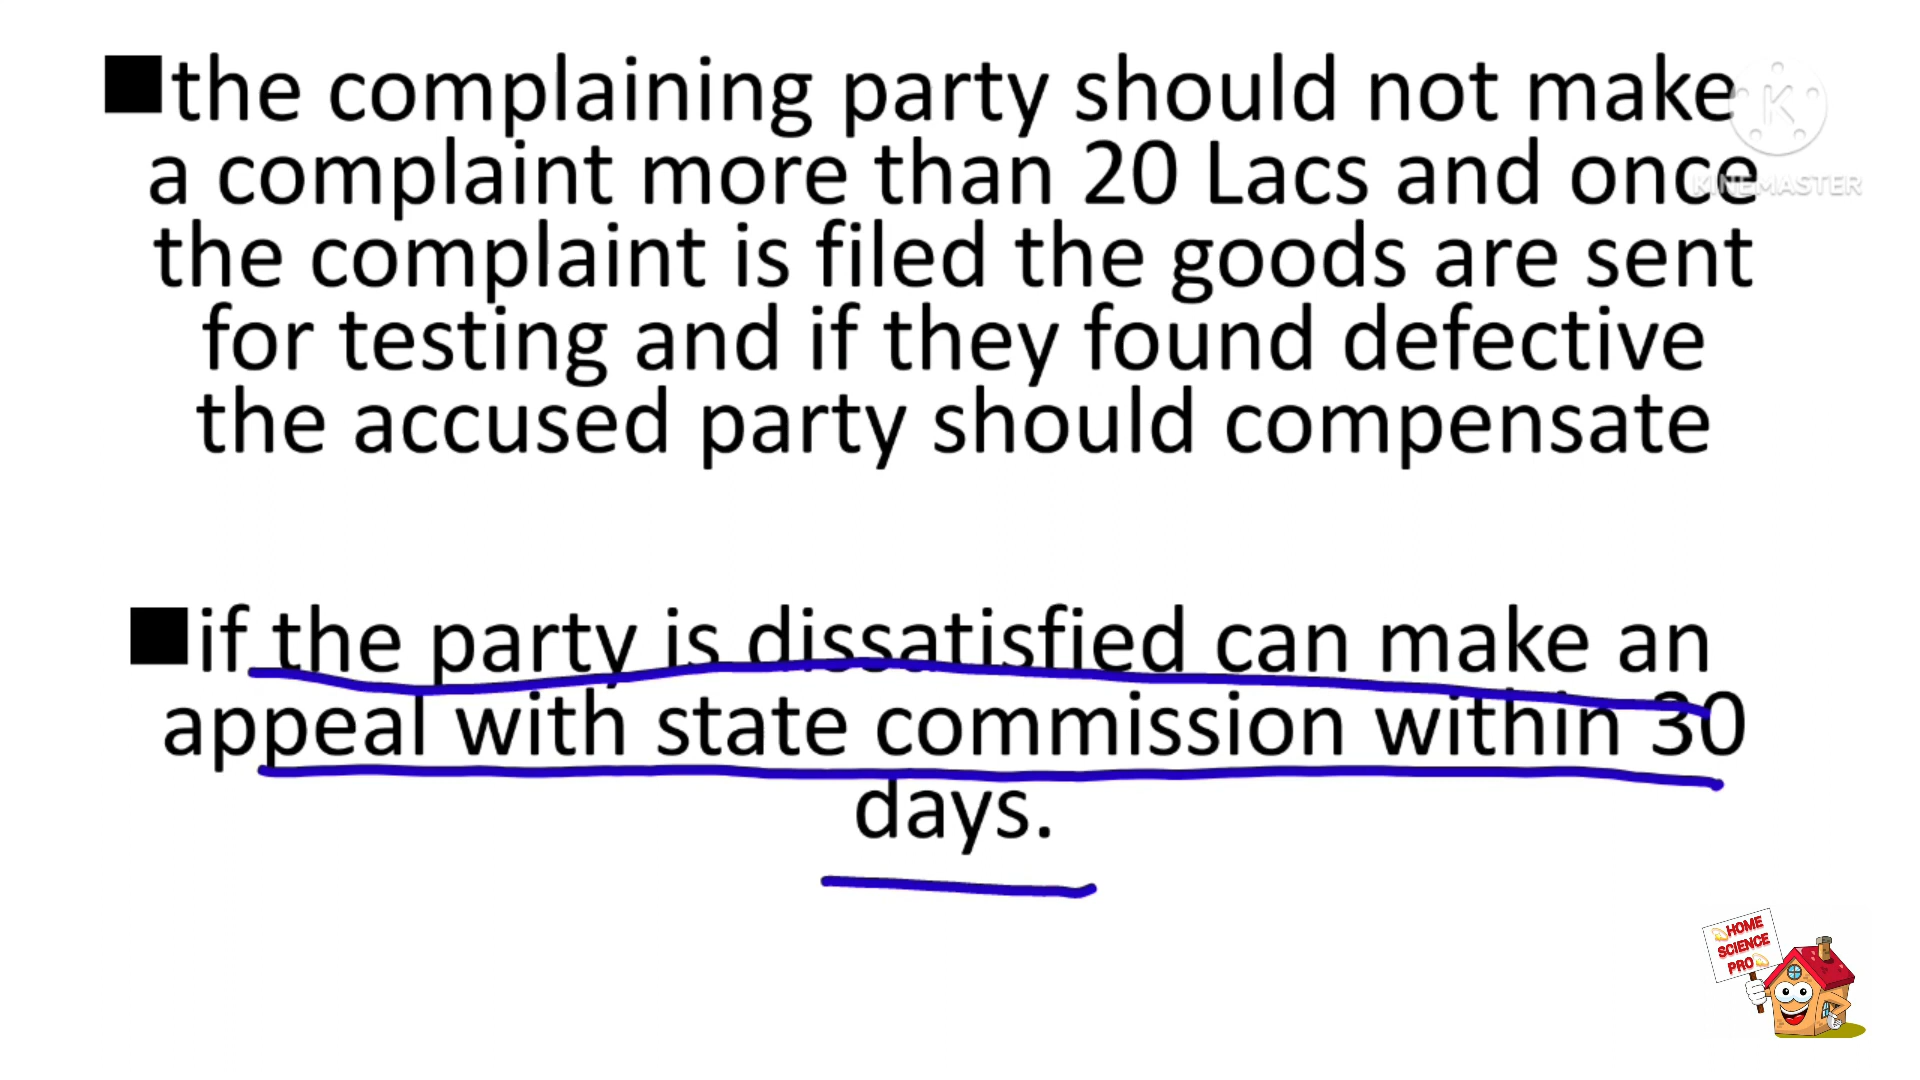 ■the complaining party should not make
a complaint more than 20 Lacs and once
the complaint is filed the goods are sent
for testing and if they found defective
the accused party should compensate
■if the party is dissatisfied can make an
appeal with state commission within 30
days.
K
KINEMASTER
HOME
SCIENCE
PRO